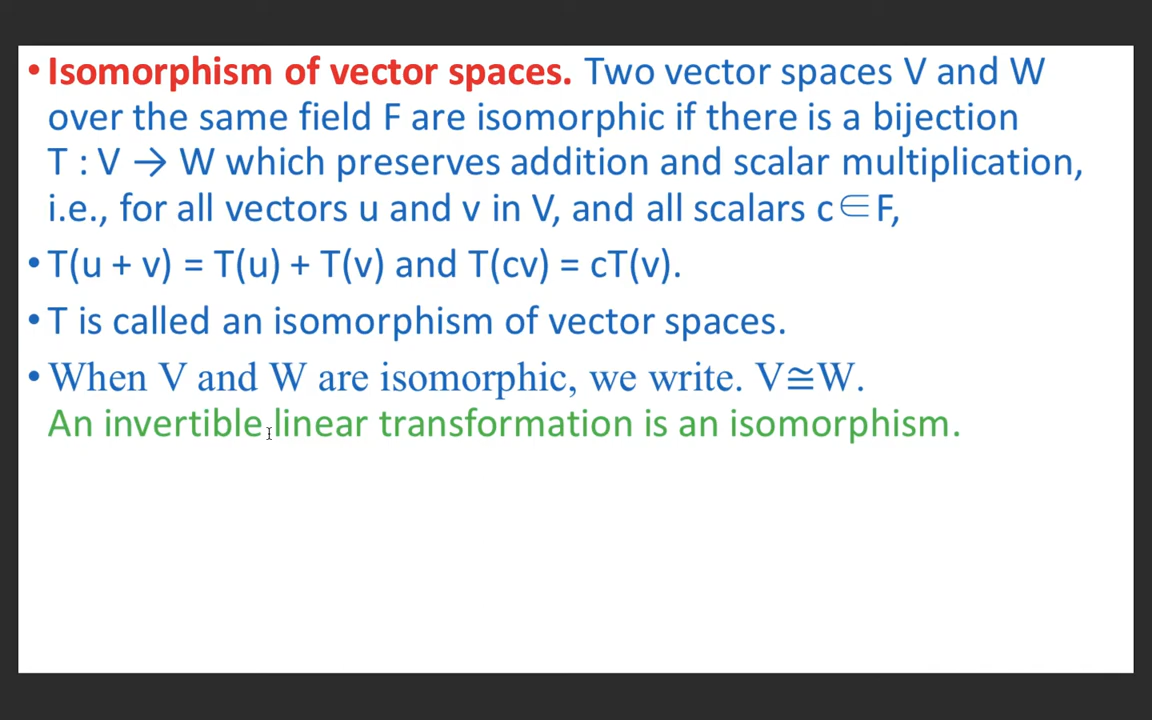 • Isomorphism of vector spaces. Two vector spaces V and W
over the same field F are isomorphic if there is a bijection
T : V → W which preserves addition and scalar multiplication,
i.e., for all vectors u and v in V, and all scalars c∈F,
• T(u + v) = T(u) + T(v) and T(cv) = cT(v).
• T is called an isomorphism of vector spaces.
• When V and W are isomorphic, we write. V≅W.
An invertible linear transformation is an isomorphism.